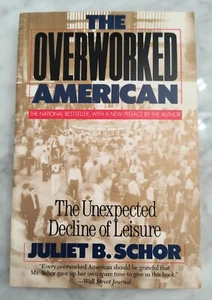 THE
OVERWORKED
AMERICAN
THE NATIONAL BESTSELLER, WITH A NEW PREFACE BY THE AUTHOR
The Unexpected
Decline of Leisure
JULIET B. SCHOR
"Every overworked American should be grateful that
Ms. Schor gave up her own spare time to give us this book."
—Wall Street Journal